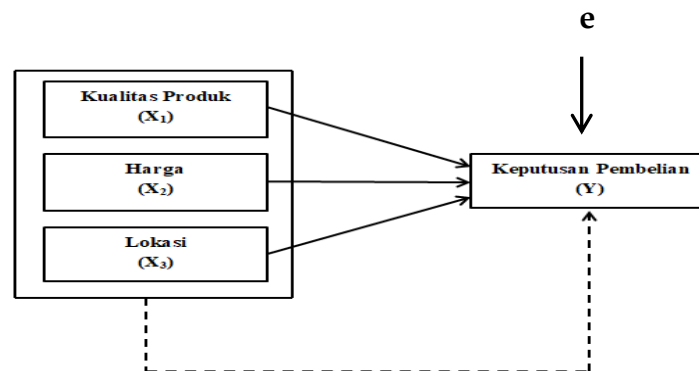 e
Kualitas Produk
(X₁)
Harga
(X₂)
Lokasi
(X₃)
Keputusan Pembelian
(Y)